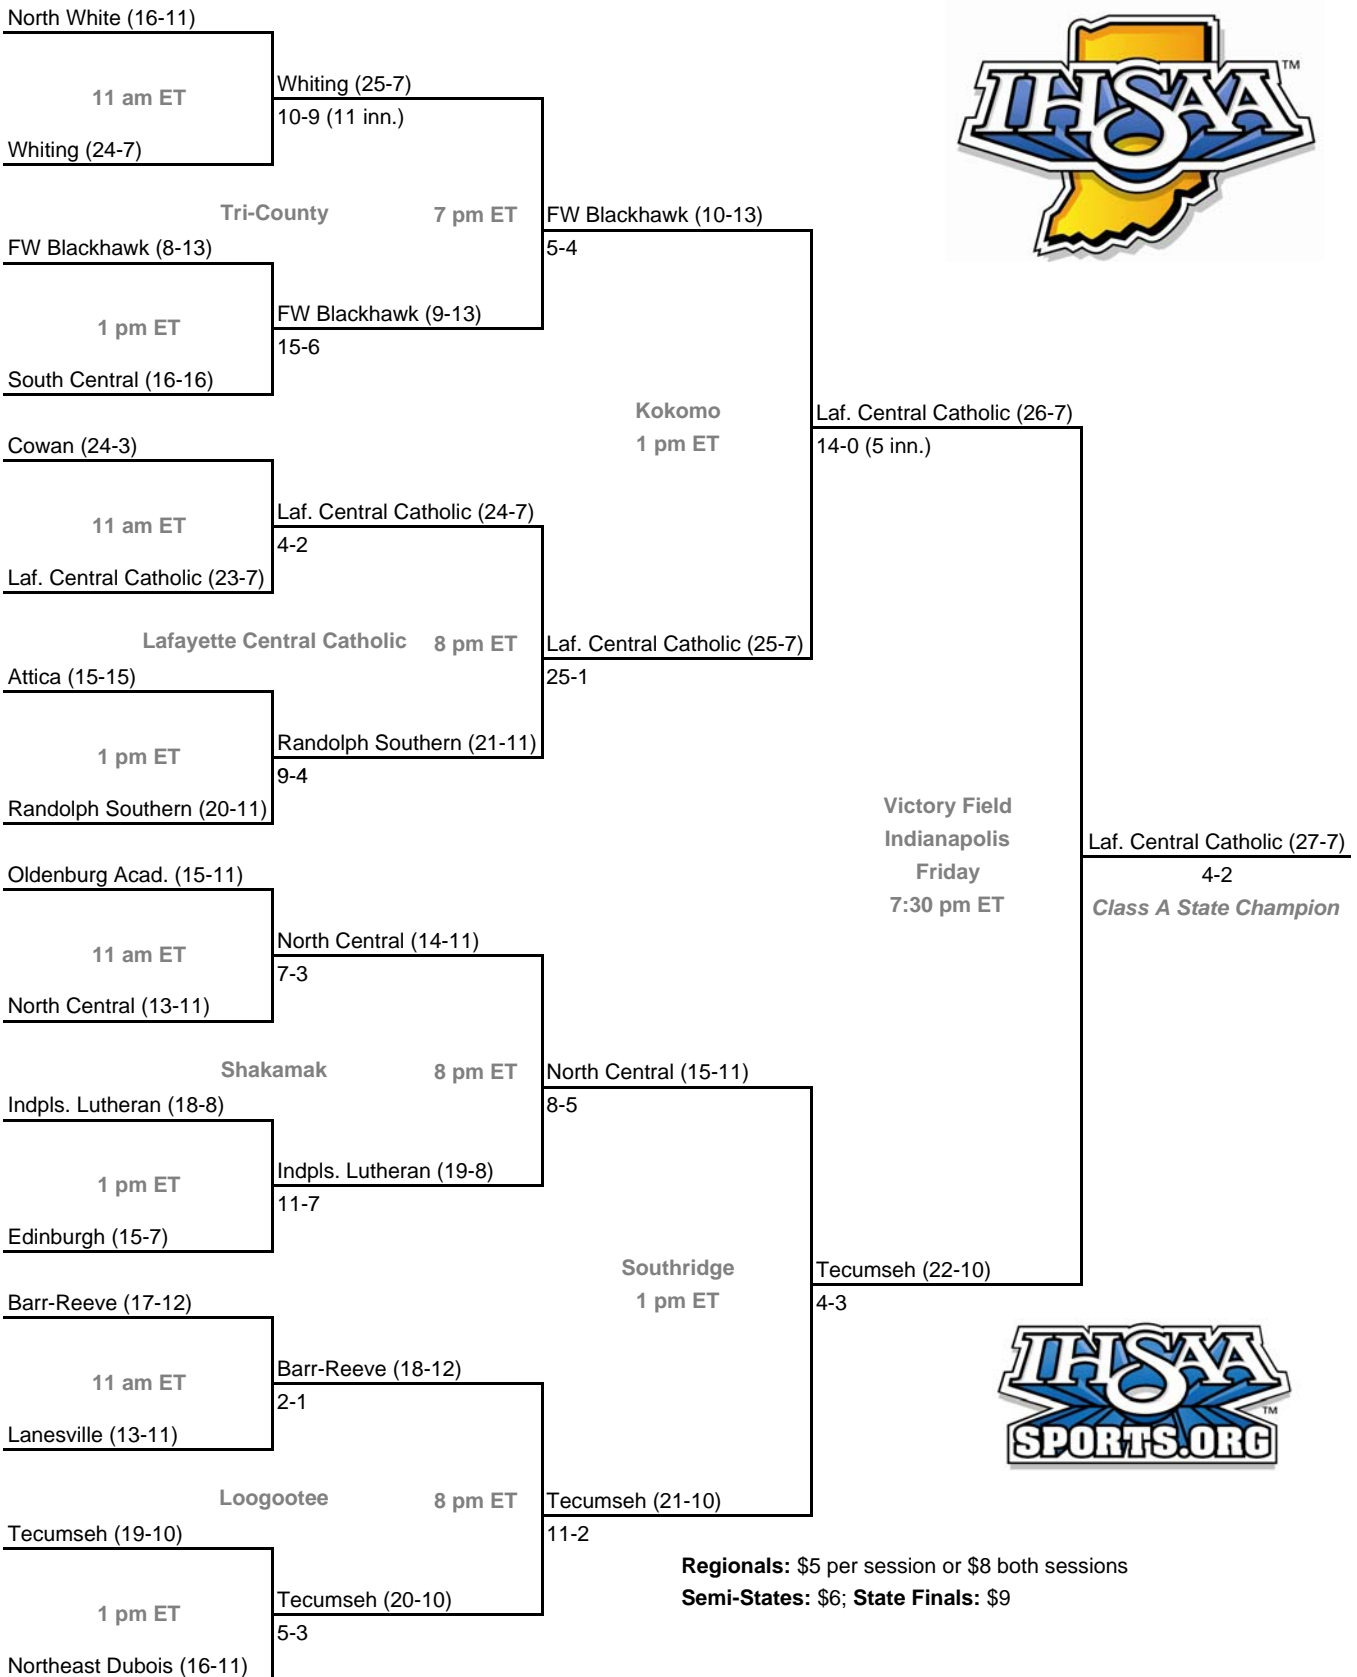 North White (16-11)
IHSAA
TM
11 am ET
Whiting (25-7)
10-9 (11 inn.)
Whiting (24-7)
Tri-County
7 pm ET
FW Blackhawk (10-13)
5-4
FW Blackhawk (8-13)
1 pm ET
FW Blackhawk (9-13)
15-6
South Central (16-16)
Kokomo
1 pm ET
Laf. Central Catholic (26-7)
14-0 (5 inn.)
Cowan (24-3)
11 am ET
Laf. Central Catholic (24-7)
4-2
Laf. Central Catholic (23-7)
Lafayette Central Catholic
8 pm ET
Laf. Central Catholic (25-7)
25-1
Attica (15-15)
1 pm ET
Randolph Southern (21-11)
9-4
Randolph Southern (20-11)
Victory Field
Indianapolis
Friday
7:30 pm ET
Laf. Central Catholic (27-7)
4-2
Class A State Champion
Oldenburg Acad. (15-11)
11 am ET
North Central (14-11)
7-3
North Central (13-11)
Shakamak
8 pm ET
North Central (15-11)
8-5
Indpls. Lutheran (18-8)
1 pm ET
Indpls. Lutheran (19-8)
11-7
Edinburgh (15-7)
Southridge
1 pm ET
Tecumseh (22-10)
4-3
Barr-Reeve (17-12)
11 am ET
Barr-Reeve (18-12)
2-1
Lanesville (13-11)
IHSAA
TM
SPORTS.ORG
Loogootee
8 pm ET
Tecumseh (21-10)
11-2
Tecumseh (19-10)
1 pm ET
Tecumseh (20-10)
5-3
Northeast Dubois (16-11)
Regionals: $5 per session or $8 both sessions
Semi-States: $6; State Finals: $9